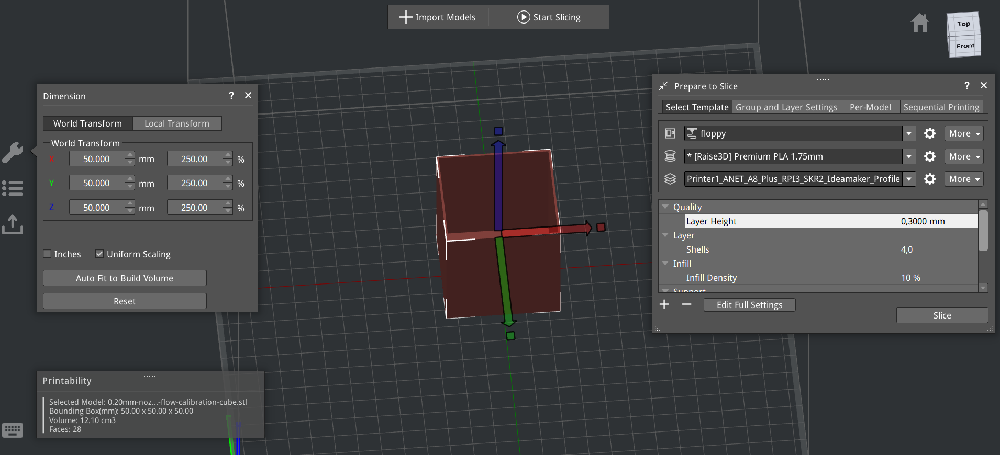 Import Models
Start Slicing
Top
Front
Dimension ?
World Transform Local Transform
World Transform
X 50.000 mm 250.00 %
Y 50.000 mm 250.00 %
Z 50.000 mm 250.00 %
Inches Uniform Scaling
Auto Fit to Build Volume
Reset
Printability
Selected Model: 0.20mm-noz...-flow-calibration-cube.stl
Bounding Box(mm): 50.00 x 50.00 x 50.00
Volume: 12.10 cm3
Faces: 28
Prepare to Slice ?
Select Template Group and Layer Settings Per-Model Sequential Printing
floppy More
* [Raise3D] Premium PLA 1.75mm More
Printer1_ANET_A8_Plus_RPI3_SKR2_Ideamaker_Profile More
Quality
Layer Height 0,3000 mm
Layer
Shells 4,0
Infill
Infill Density 10 %
Support
Edit Full Settings
Slice